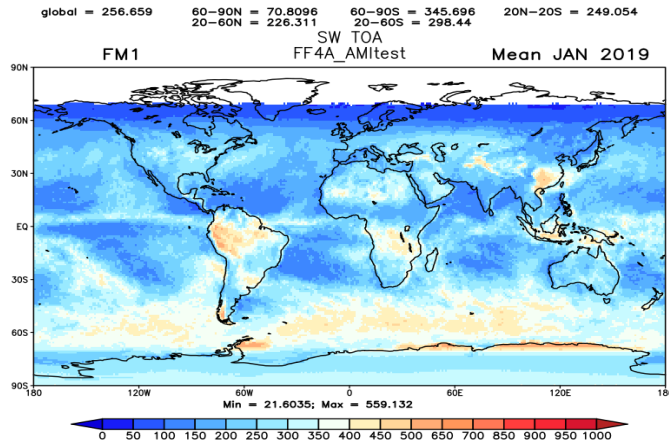 global = 256.659 60-90N = 70.8096 60-90S = 345.696 20N-20S = 249.054
20-60N = 226.311 20-60S = 298.44
SW TOA
FM1 FF4A_AMItest Mean JAN 2019
90N
60N
30N
EQ
30S
60S
90S
180 120W 60W 0 60E 120E 180
Min = 21.6035; Max = 559.132
0 50 100 150 200 250 300 350 400 450 500 600 650 700 850 900 950 1000